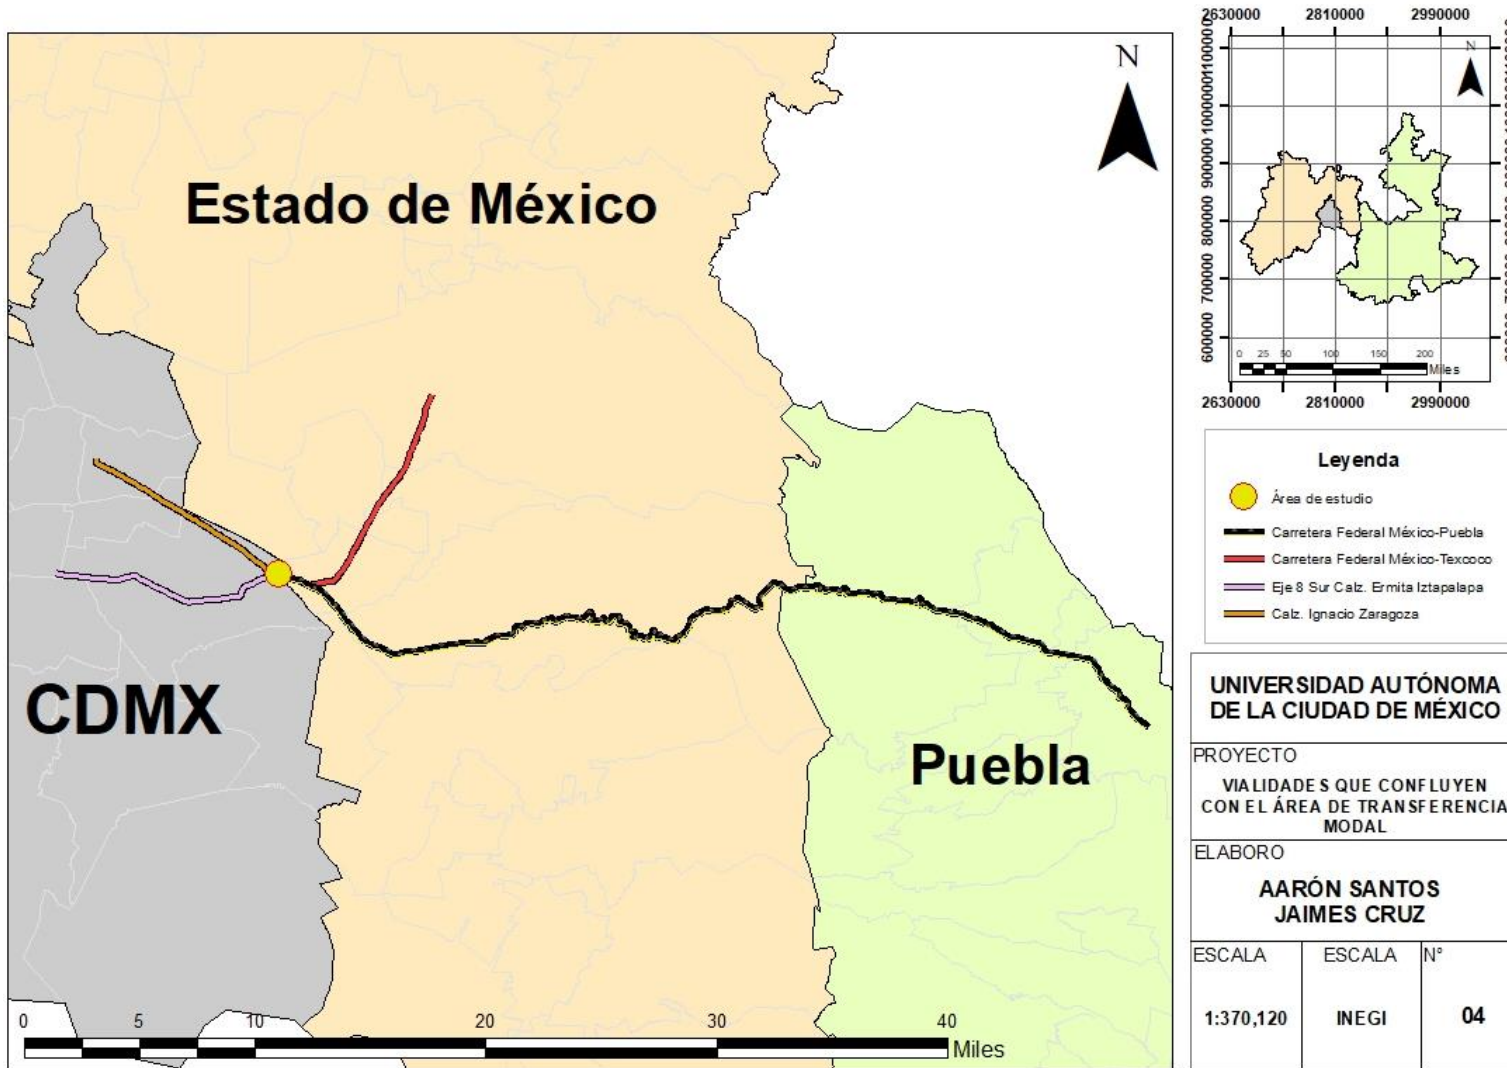 Estado de México
CDMX
Puebla
N
0 5 10 20 30 40
Miles
2630000 2810000 2990000
N
1100000
1000000
900000
800000
700000
600000
0 25 50 100 150 200
Miles
2630000 2810000 2990000
Leyenda
Área de estudio
Carretera Federal México-Puebla
Carretera Federal México-Texcoco
Eje 8 Sur Calz. Ermita Iztapalapa
Calz. Ignacio Zaragoza
UNIVERSIDAD AUTÓNOMA
DE LA CIUDAD DE MÉXICO
PROYECTO
VIALIDADES QUE CONFLUYEN
CON EL ÁREA DE TRANSFERENCIA
MODAL
ELABORO
AARÓN SANTOS
JAIMES CRUZ
ESCALA ESCALA N°
1:370,120 INEGI 04